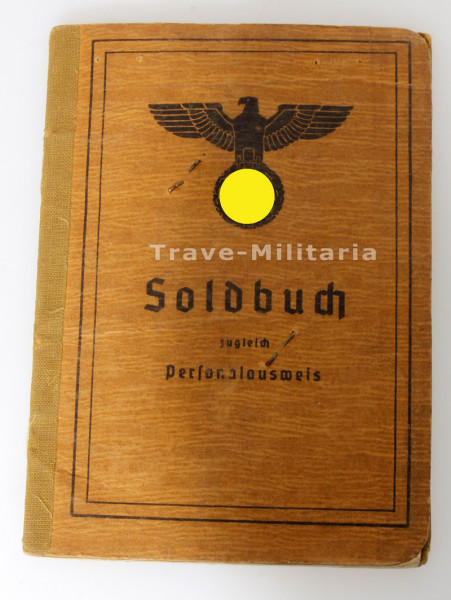 Trave-Militaria
Soldbuch
zugleich
Personalausweis